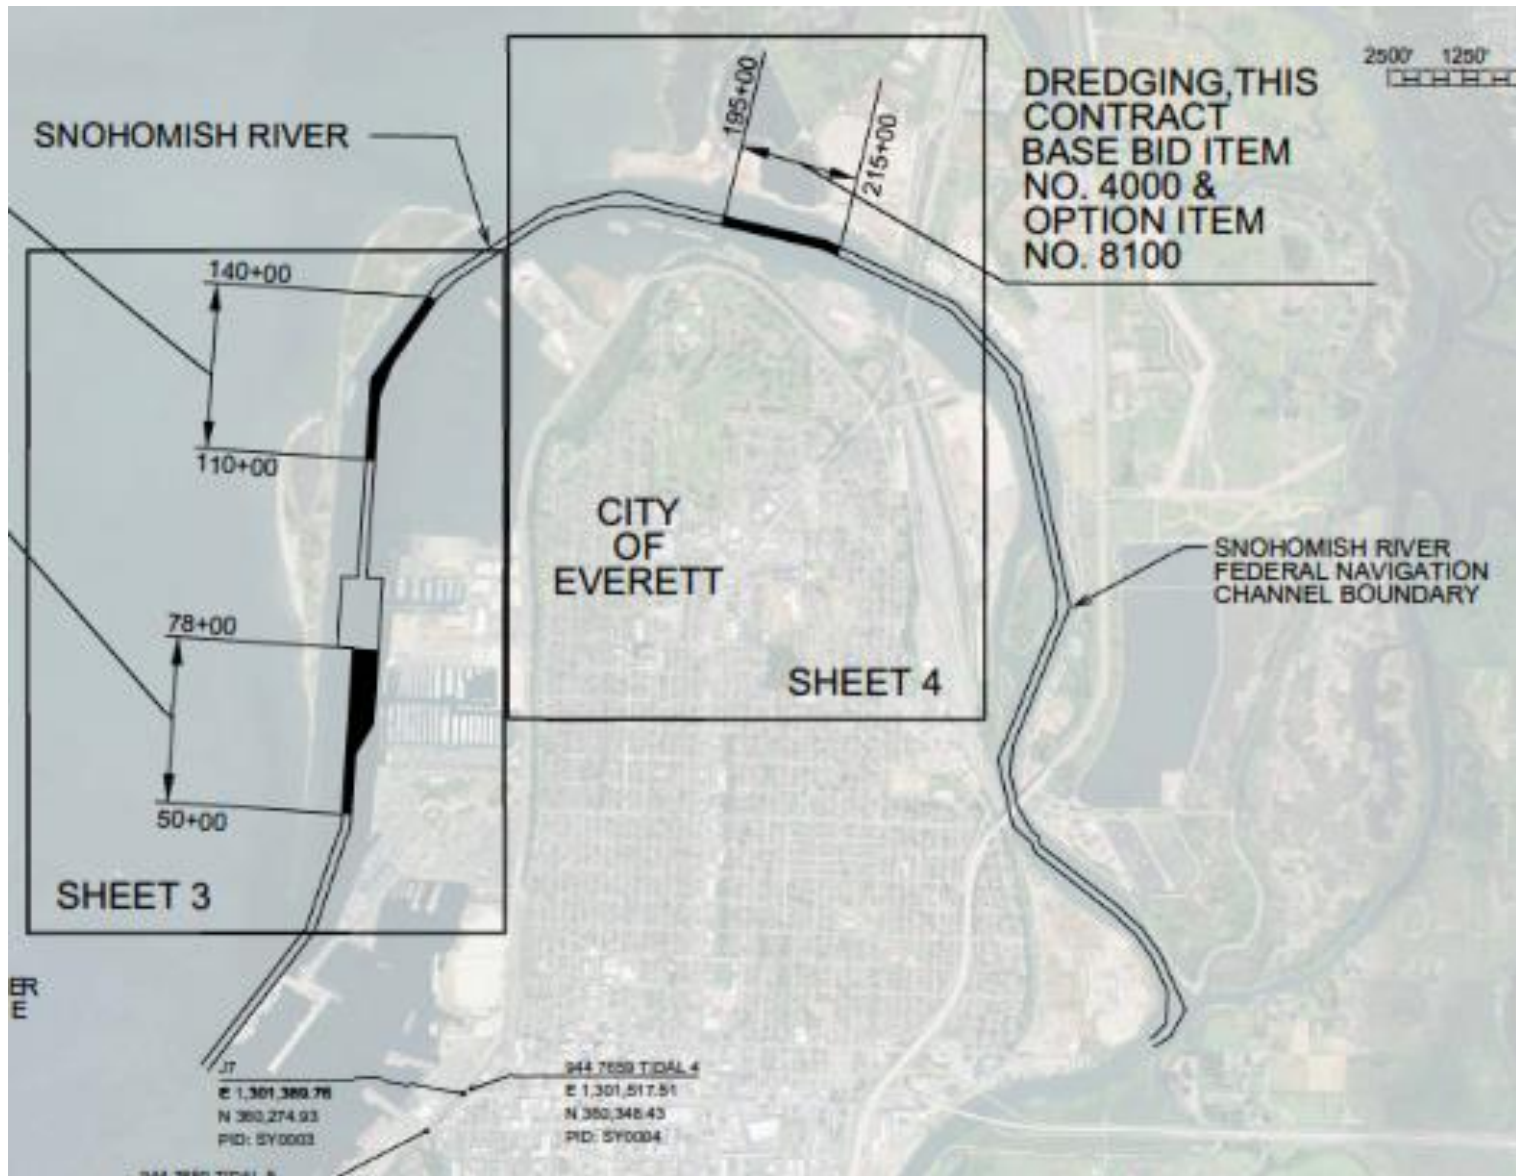 2500' 1250'
DREDGING,THIS
CONTRACT
BASE BID ITEM
NO. 4000 &
OPTION ITEM
NO. 8100
195+00
215+00
SNOHOMISH RIVER
140+00
110+00
CITY
OF
EVERETT
SNOHOMISH RIVER
FEDERAL NAVIGATION
CHANNEL BOUNDARY
78+00
SHEET 4
50+00
SHEET 3
ER
E
J7
E 1,301,389.76
N 360,274.93
PID: SY0003
944 7659 TIDAL 4
E 1,301,517.51
N 360,348.43
PID: SY0004